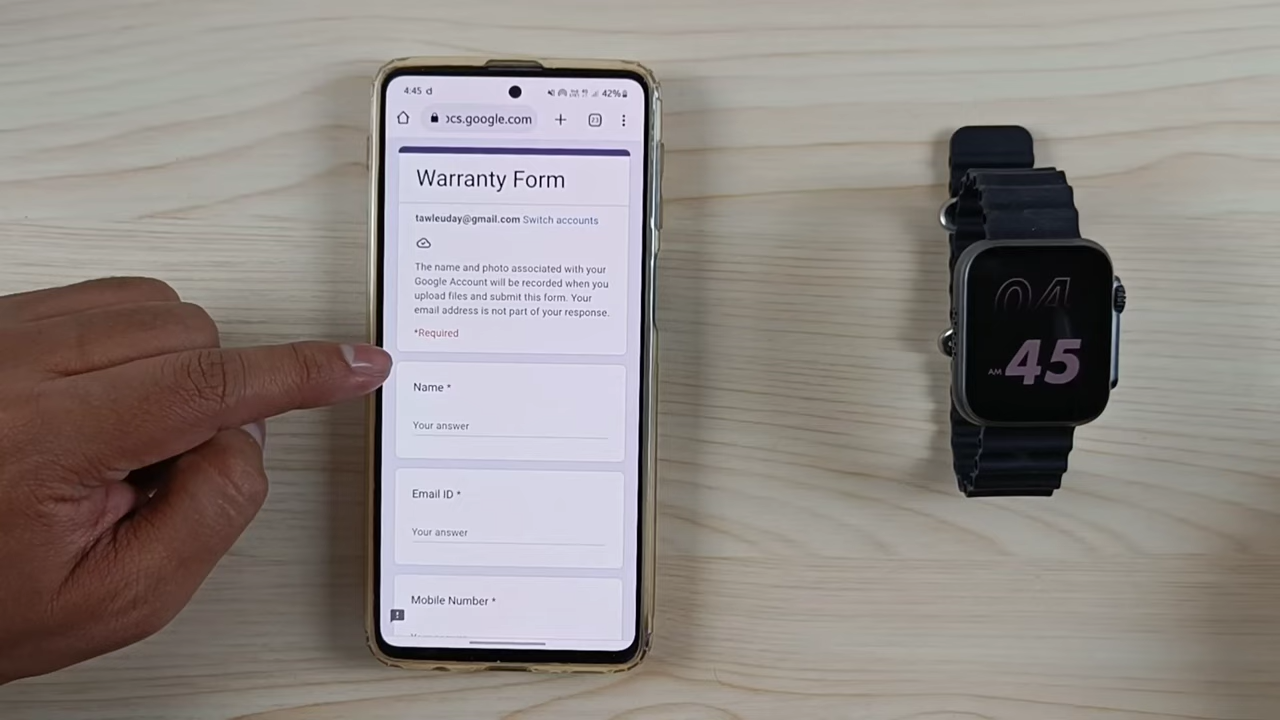 4:45 d
42%
ocs.google.com
23
Warranty Form
tawleuday@gmail.com Switch accounts
The name and photo associated with your
Google Account will be recorded when you
upload files and submit this form. Your
email address is not part of your response.
*Required
Name *
Your answer
Email ID *
Your answer
Mobile Number *
04
AM 45